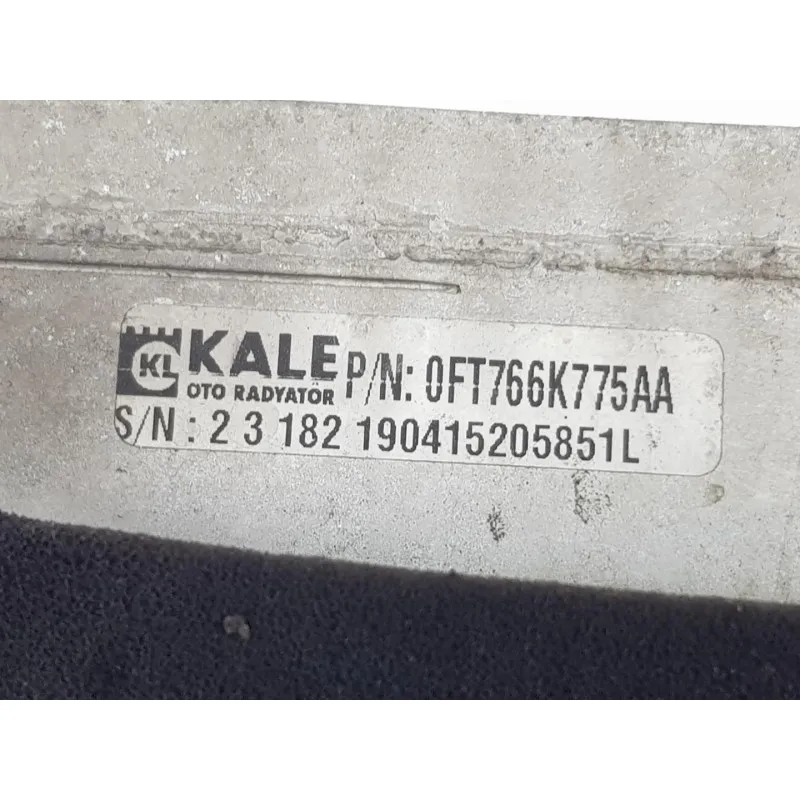 KL KALE P/N: 0FT766K775AA
OTO RADYATÖR
S/N : 2 3 182 190415205851L